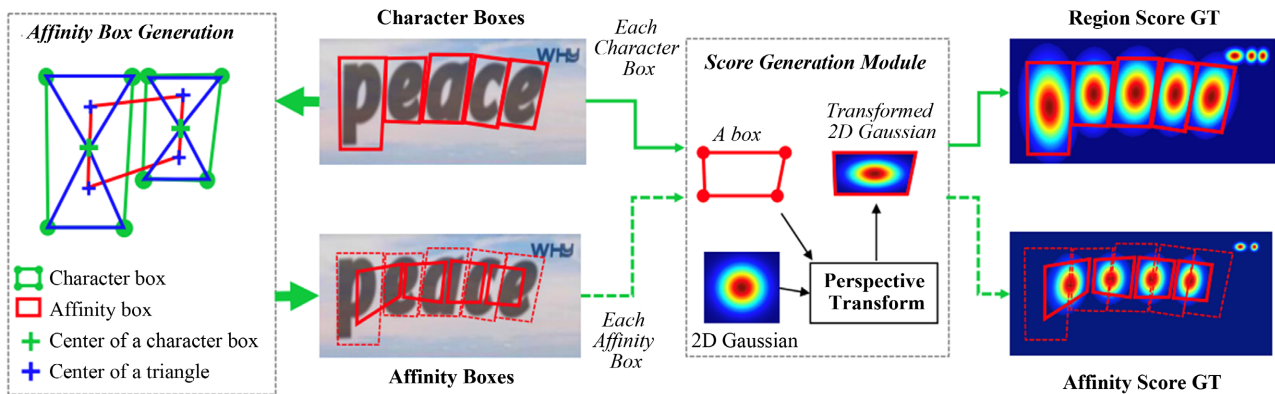 Affinity Box Generation
Character box
Affinity box
Center of a character box
Center of a triangle
Character Boxes
WHY
peace
WHY
peace
Affinity Boxes
Each
Character
Box
Each
Affinity
Box
Score Generation Module
A box
Transformed
2D Gaussian
Perspective
Transform
2D Gaussian
Region Score GT
Affinity Score GT